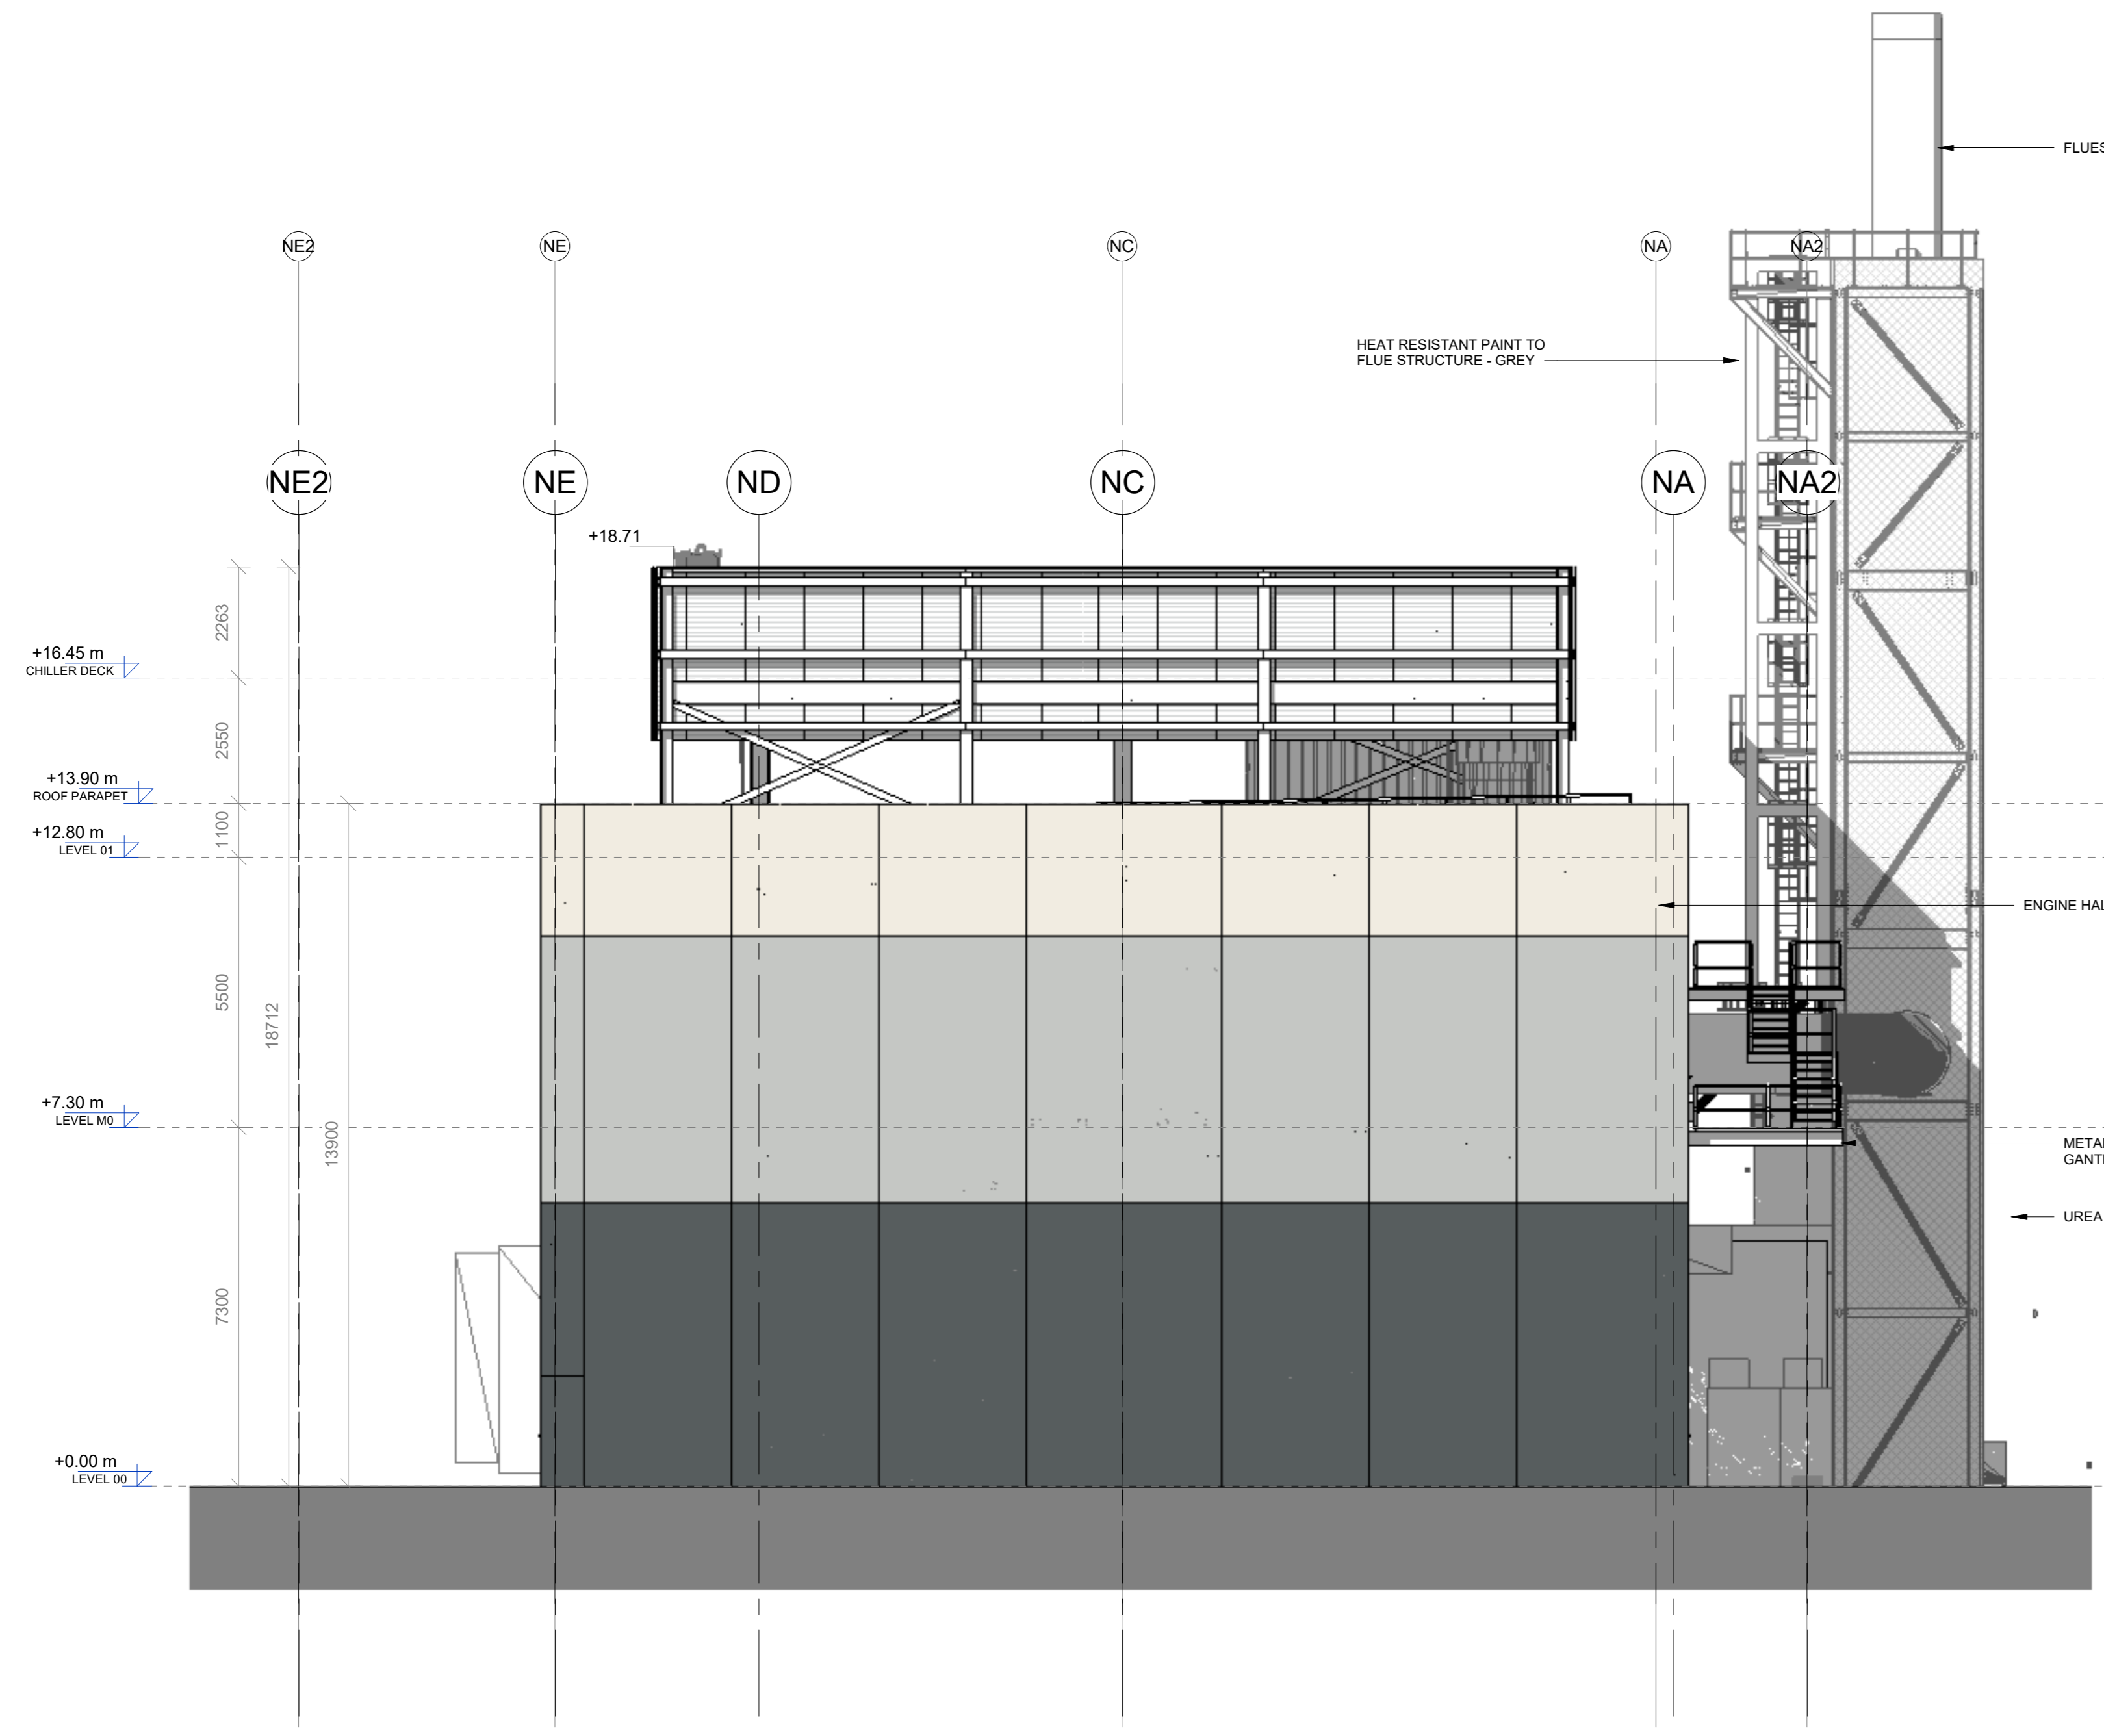 FLUES
NE2
NE
NC
NA
NA2
HEAT RESISTANT PAINT TO
FLUE STRUCTURE - GREY
NE2
NE
ND
NC
NA
NA2
+18.71
2263
+16.45 m
CHILLER DECK
2550
+13.90 m
ROOF PARAPET
1100
+12.80 m
LEVEL 01
ENGINE HAL
5500
18712
+7.30 m
LEVEL M0
13900
METAL
GANT
UREA
7300
+0.00 m
LEVEL 00